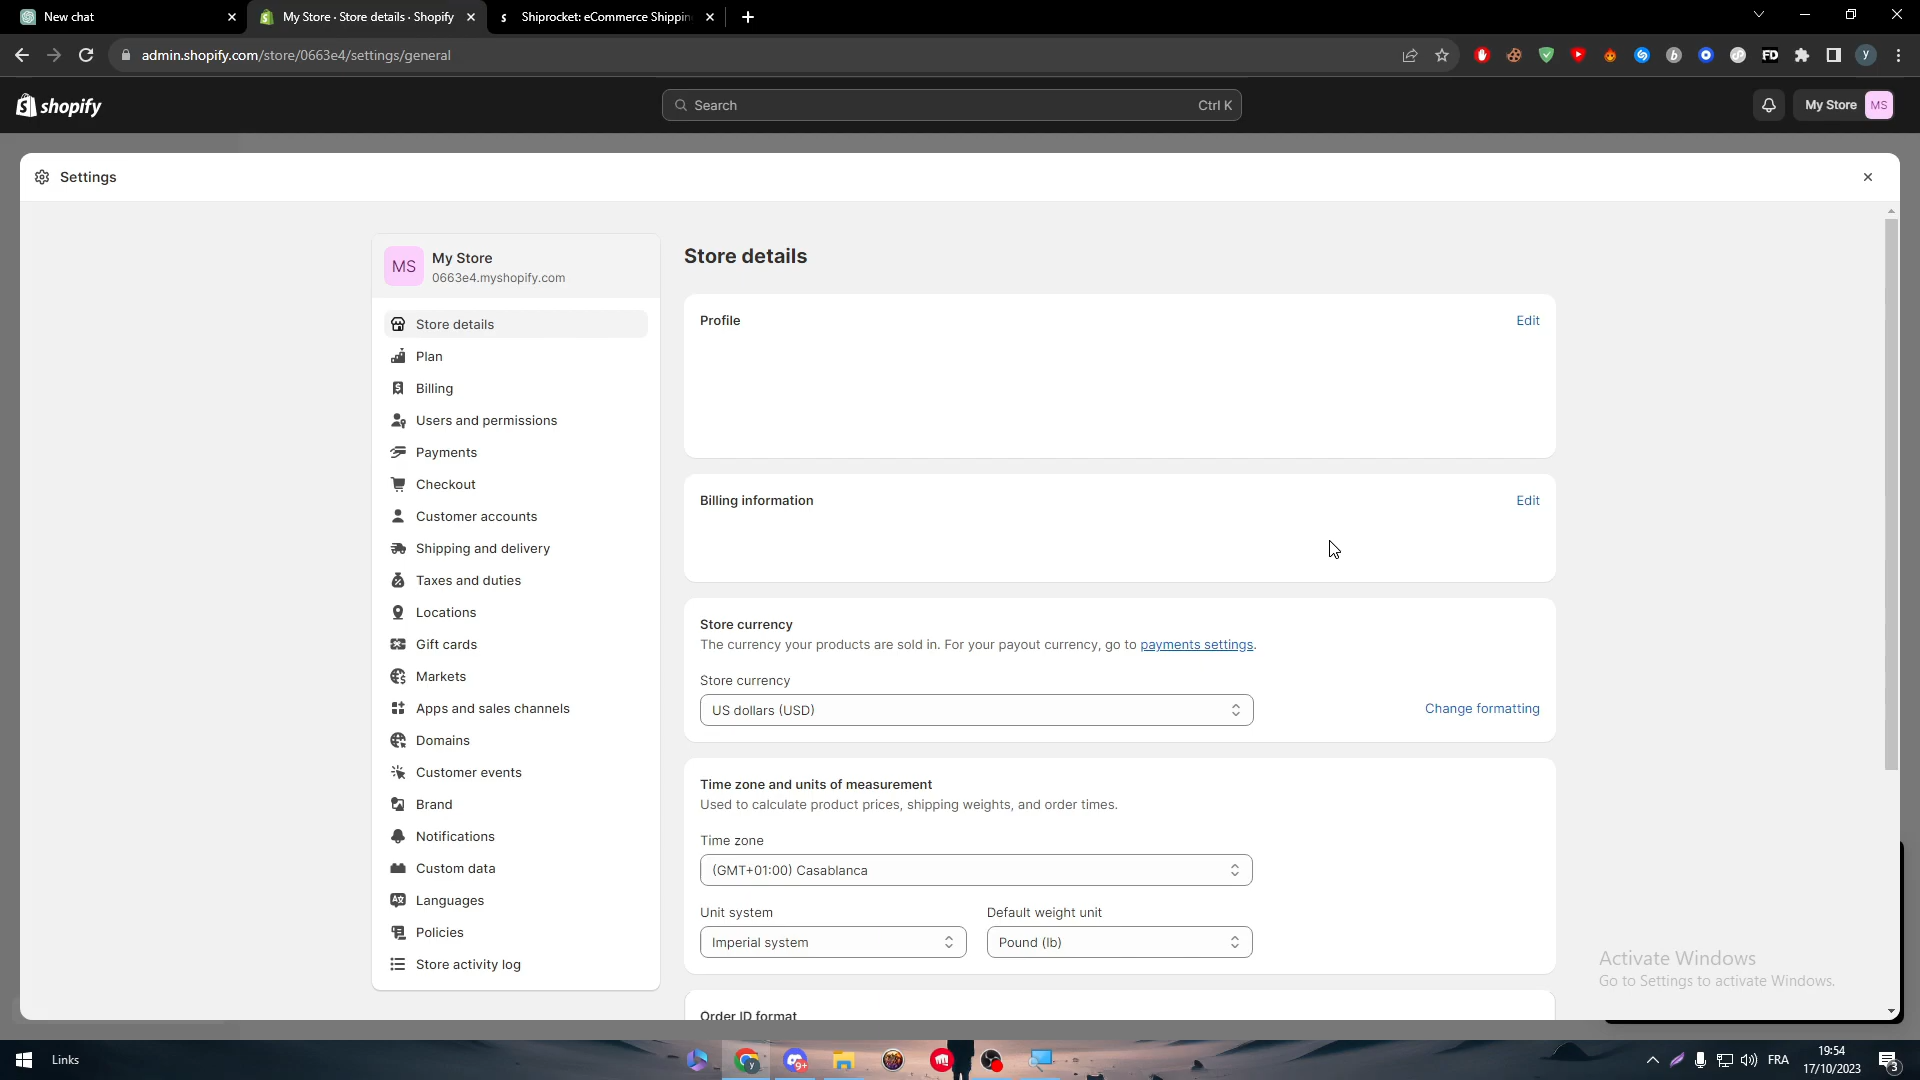 New chat
My Store · Store details · Shopify
Shiprocket: eCommerce Shippin
admin.shopify.com/store/0663e4/settings/general
shopify
Search
Ctrl K
My Store
MS
Settings
MS
My Store
0663e4.myshopify.com
Store details
Plan
Billing
Users and permissions
Payments
Checkout
Customer accounts
Shipping and delivery
Taxes and duties
Locations
Gift cards
Markets
Apps and sales channels
Domains
Customer events
Brand
Notifications
Custom data
Languages
Policies
Store activity log
Store details
Profile
Edit
Billing information
Edit
Store currency
The currency your products are sold in. For your payout currency, go to payments settings.
Store currency
US dollars (USD)
Change formatting
Time zone and units of measurement
Used to calculate product prices, shipping weights, and order times.
Time zone
(GMT+01:00) Casablanca
Unit system
Default weight unit
Imperial system
Pound (lb)
Order ID format
Activate Windows
Go to Settings to activate Windows.
Links
FRA
19:54
17/10/2023
3